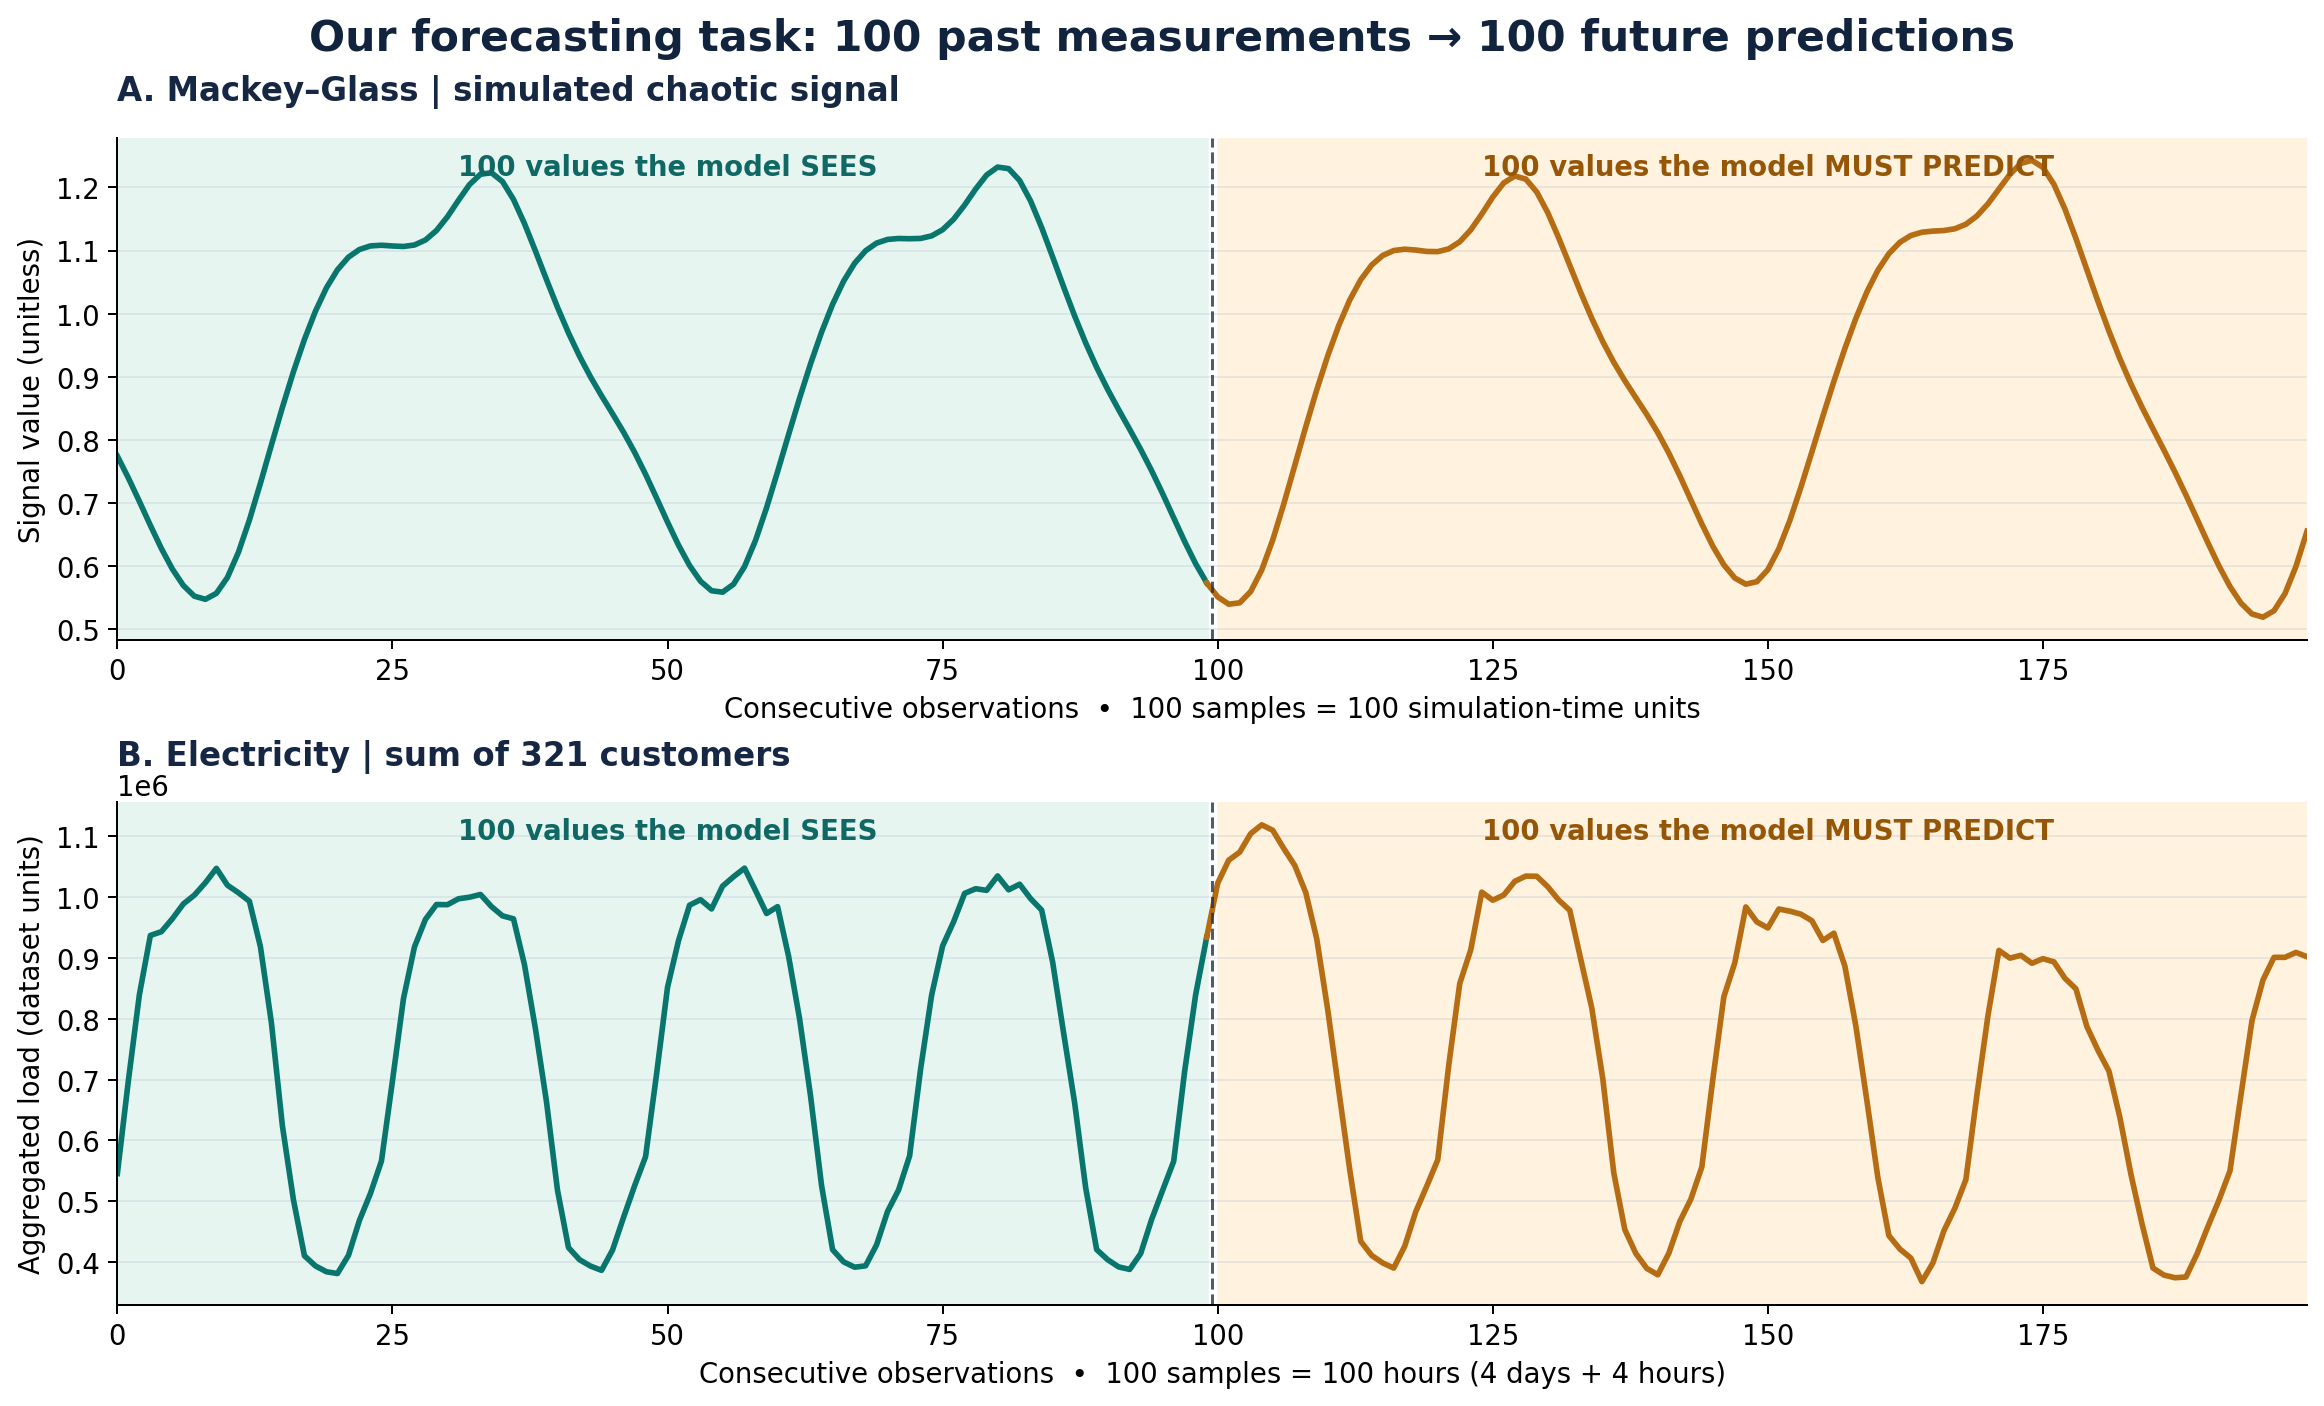 Our forecasting task: 100 past measurements → 100 future predictions
A. Mackey–Glass | simulated chaotic signal
100 values the model SEES
100 values the model MUST PREDICT
Signal value (unitless)
1.2
1.1
1.0
0.9
0.8
0.7
0.6
0.5
0
25
50
75
100
125
150
175
Consecutive observations • 100 samples = 100 simulation-time units
B. Electricity | sum of 321 customers
1e6
100 values the model SEES
100 values the model MUST PREDICT
Aggregated load (dataset units)
1.1
1.0
0.9
0.8
0.7
0.6
0.5
0.4
0
25
50
75
100
125
150
175
Consecutive observations • 100 samples = 100 hours (4 days + 4 hours)